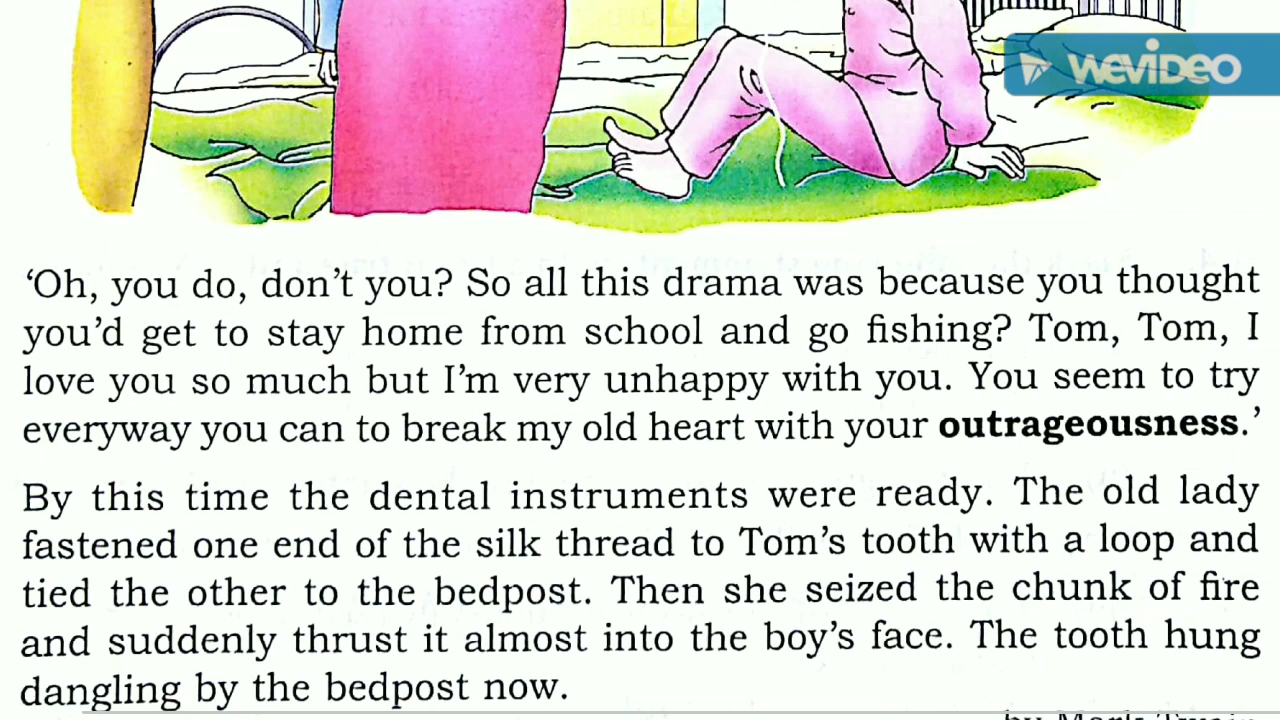 WeVideo
‘Oh, you do, don’t you? So all this drama was because you thought
you’d get to stay home from school and go fishing? Tom, Tom, I
love you so much but I’m very unhappy with you. You seem to try
everyway you can to break my old heart with your outrageousness.’
By this time the dental instruments were ready. The old lady
fastened one end of the silk thread to Tom’s tooth with a loop and
tied the other to the bedpost. Then she seized the chunk of fire
and suddenly thrust it almost into the boy’s face. The tooth hung
dangling by the bedpost now.
by Mark Twain